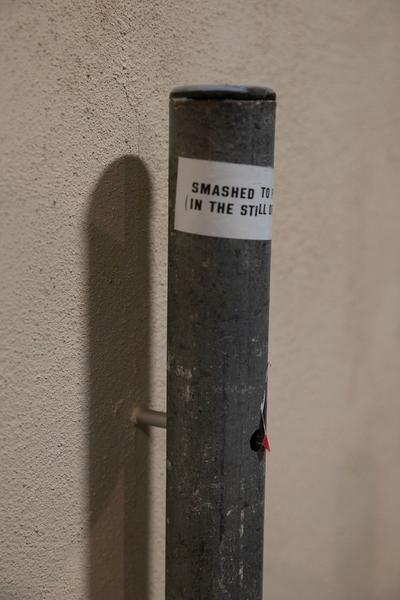 SMASHED TO
(IN THE STILL O